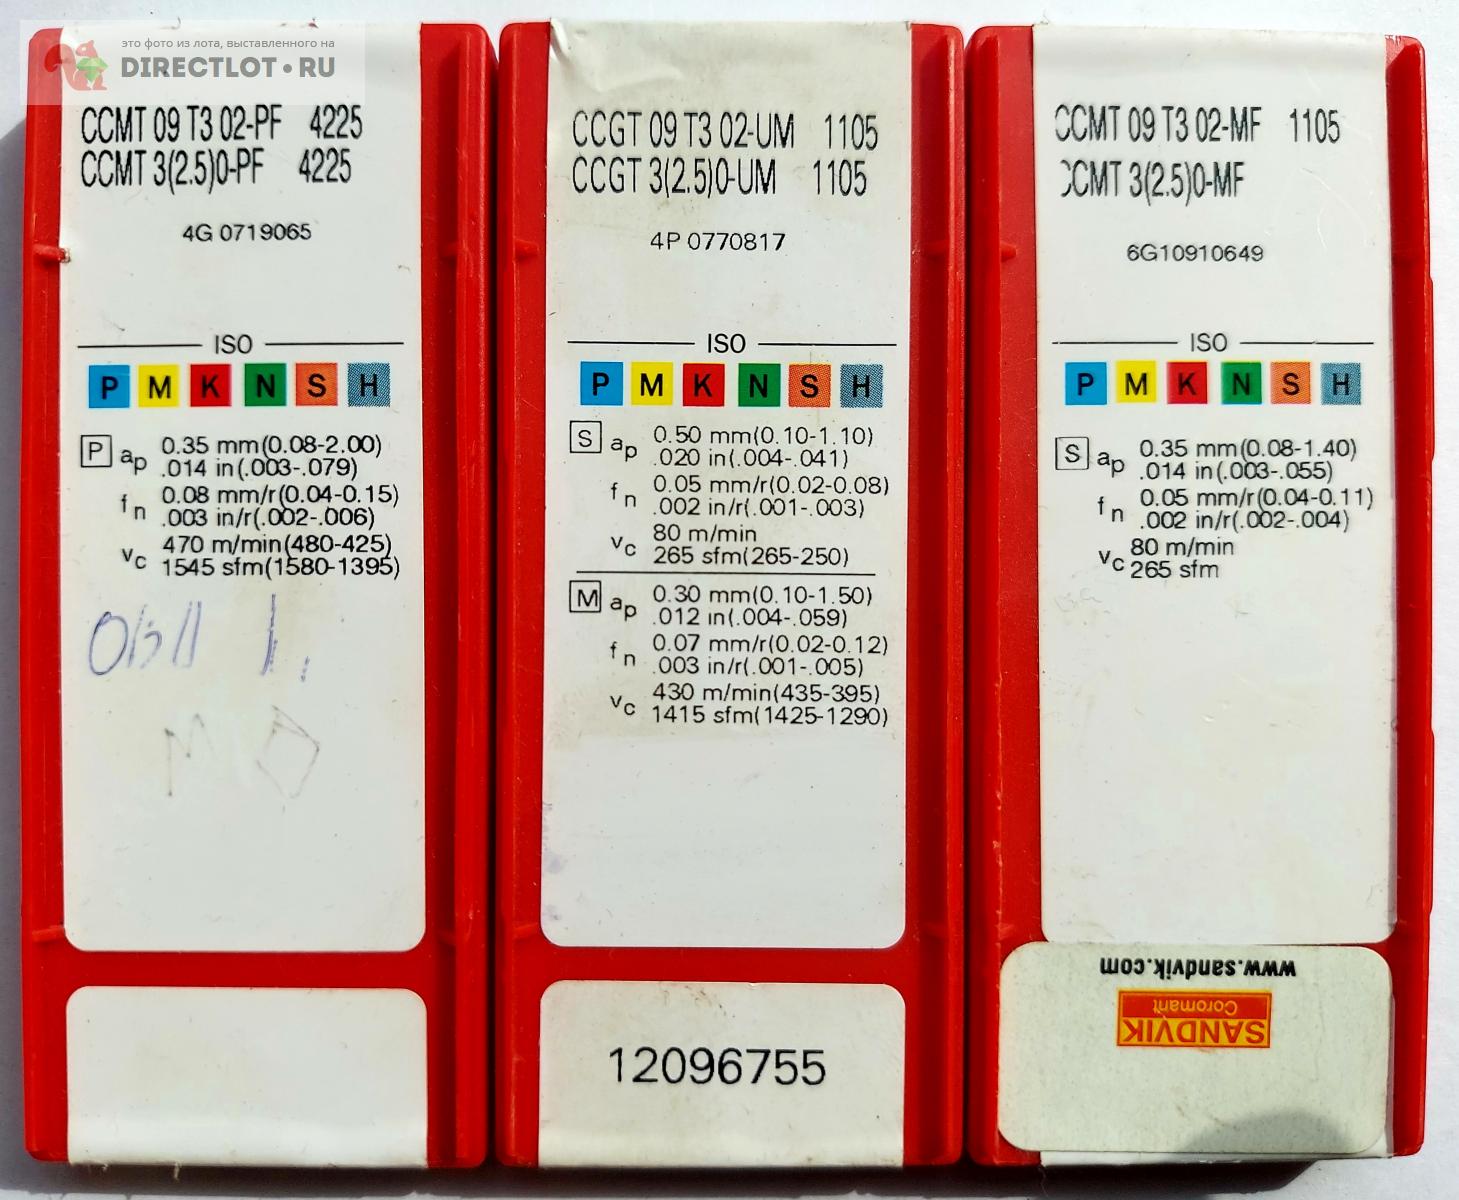 это фото из лота, выставленного на
DIRECTLOT·RU
CCMT 09 T3 02-PF 4225
CCMT 3(2.5)0-PF 4225
4G 0719065
ISO
P M K N S H
P ap 0.35 mm(0.08-2.00)
.014 in(.003-.079)
fn 0.08 mm/r(0.04-0.15)
.003 in/r(.002-.006)
vc 470 m/min(480-425)
1545 sfm(1580-1395)
CCGT 09 T3 02-UM 1105
CCGT 3(2.5)0-UM 1105
4P 0770817
ISO
P M K N S H
S ap 0.50 mm(0.10-1.10)
.020 in(.004-.041)
fn 0.05 mm/r(0.02-0.08)
.002 in/r(.001-.003)
vc 80 m/min
265 sfm(265-250)
M ap 0.30 mm(0.10-1.50)
.012 in(.004-.059)
fn 0.07 mm/r(0.02-0.12)
.003 in/r(.001-.005)
vc 430 m/min(435-395)
1415 sfm(1425-1290)
12096755
CCMT 09 T3 02-MF 1105
CCMT 3(2.5)0-MF
6G10910649
ISO
P M K N S H
S ap 0.35 mm(0.08-1.40)
.014 in(.003-.055)
fn 0.05 mm/r(0.04-0.11)
.002 in/r(.002-.004)
vc 80 m/min
265 sfm
www.sandvik.com
SANDVIK
Coromant